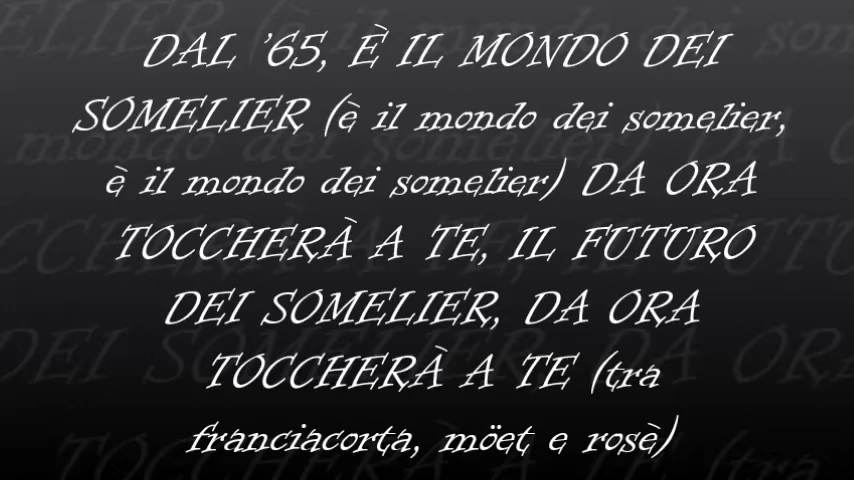 DAL '65, È IL MONDO DEI
SOMELIER (è il mondo dei somelier,
è il mondo dei somelier) DA ORA
TOCCHERÀ A TE, IL FUTURO
DEI SOMELIER, DA ORA
TOCCHERÀ A TE (tra
franciacorta, möet e rosè)